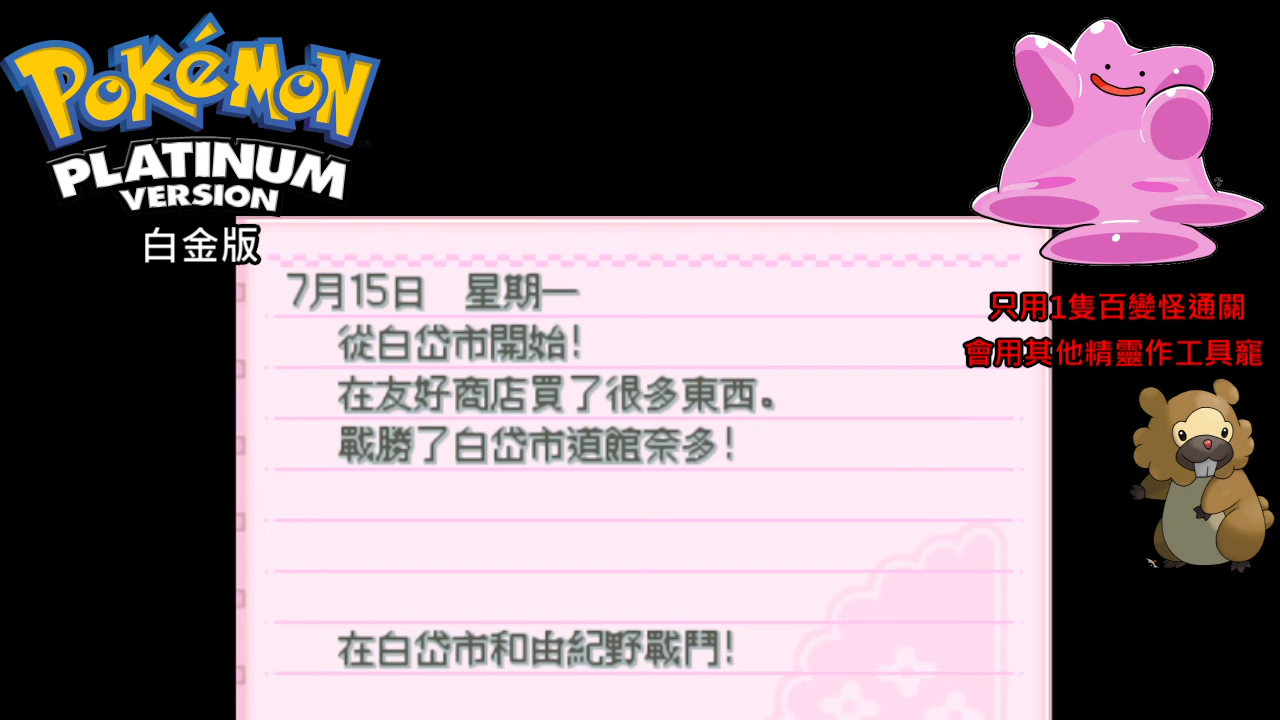 POKéMON
PLATINUM
VERSION
白金版
只用1隻百變怪通關
會用其他精靈作工具寵
7月15日 星期一
從白岱市開始!
在友好商店買了很多東西。
戰勝了白岱市道館奈多!
在白岱市和由紀野戰鬥!